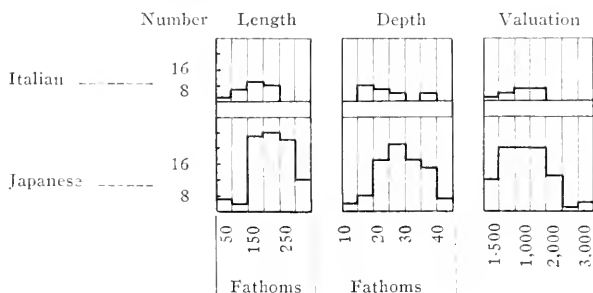 Number Length Depth Valuation
16
Italian 8
16
Japanese 8
50 150 250 10 20 30 40 1-500 1,000 2,000 3,000
Fathoms Fathoms